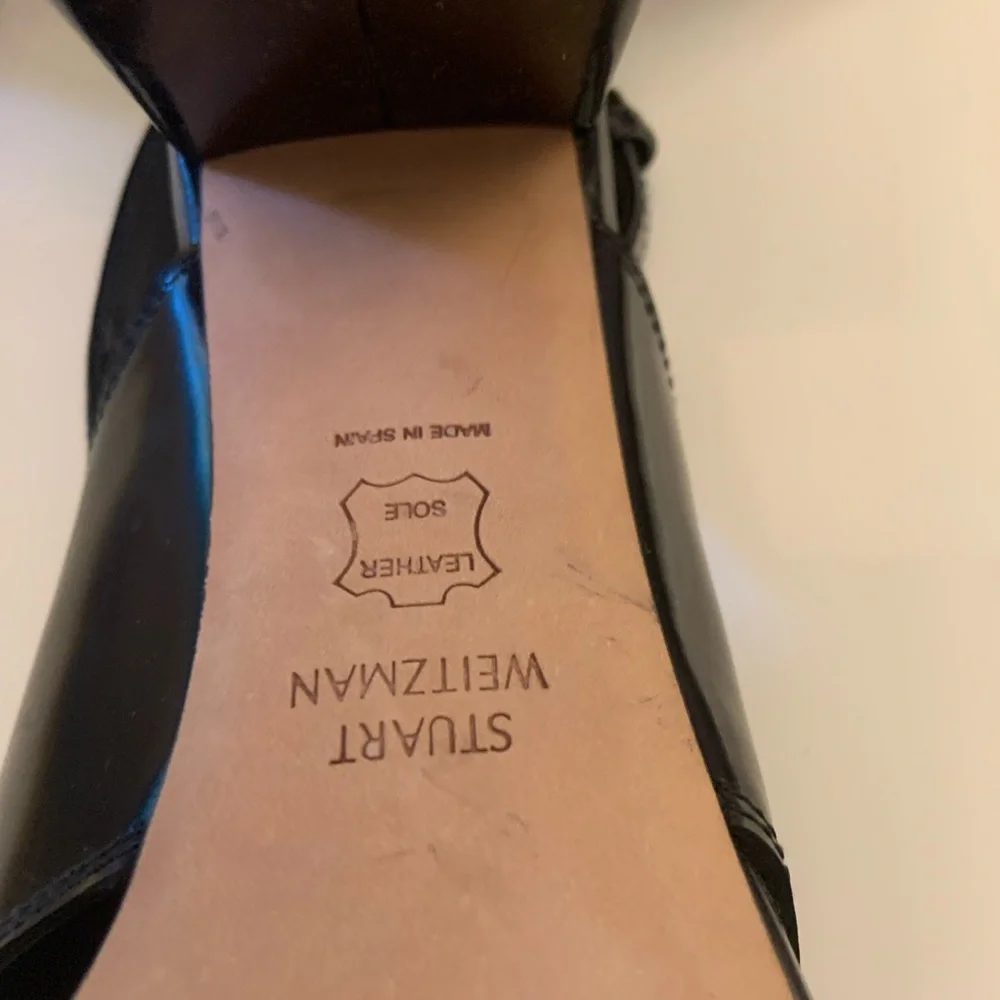 STUART
WEITZMAN
LEATHER
SOLE
MADE IN SPAIN